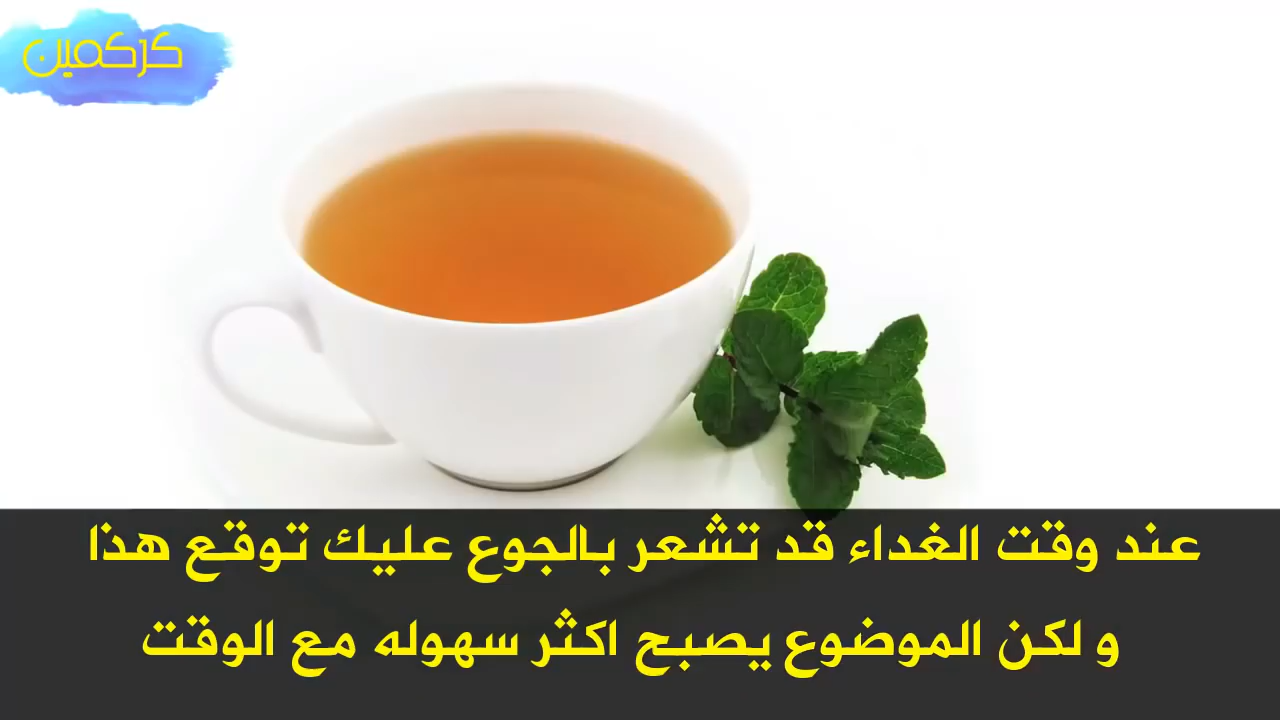 كركمين
عند وقت الغداء قد تشعر بالجوع عليك توقع هذا
و لكن الموضوع يصبح اكثر سهوله مع الوقت